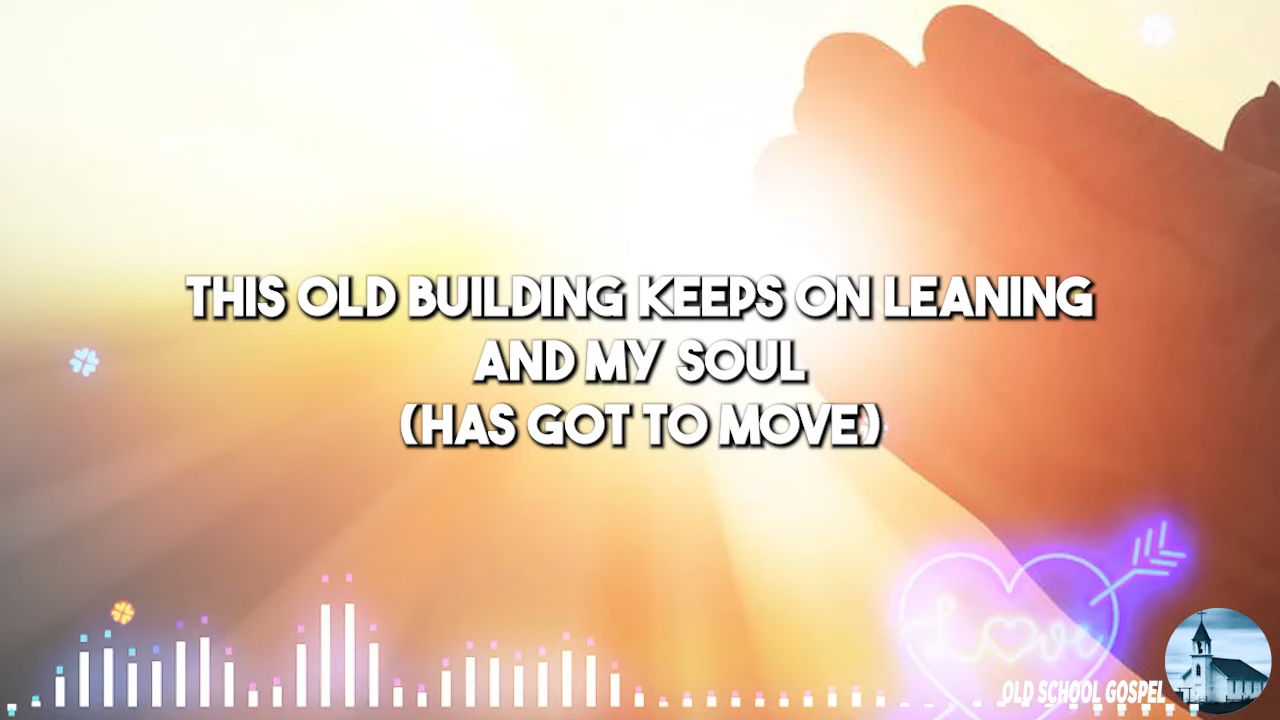 THIS OLD BUILDING KEEPS ON LEANING
AND MY SOUL
(HAS GOT TO MOVE)
Love
OLD SCHOOL GOSPEL